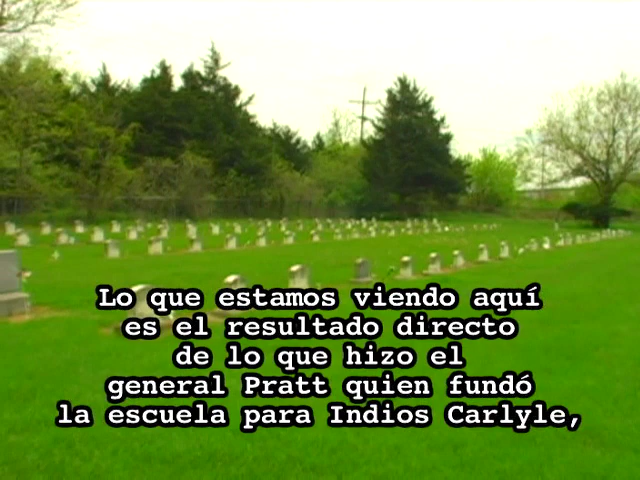 Lo que estamos viendo aquí
es el resultado directo
de lo que hizo el
general Pratt quien fundó
la escuela para Indios Carlyle,